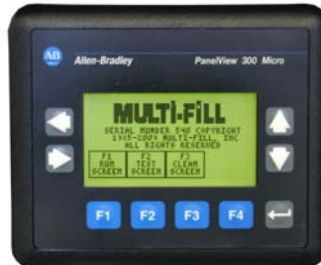 AB
Allen-Bradley
PanelView 300 Micro
MULTI-FILL
SERIAL NUMBER 540 COPYRIGHT
1985-2009 MULTI-FILL, INC
ALL RIGHTS RESERVED
F1 F2 F3
RUN TEST CLEAN
SCREEN SCREEN SCREEN
F1 F2 F3 F4